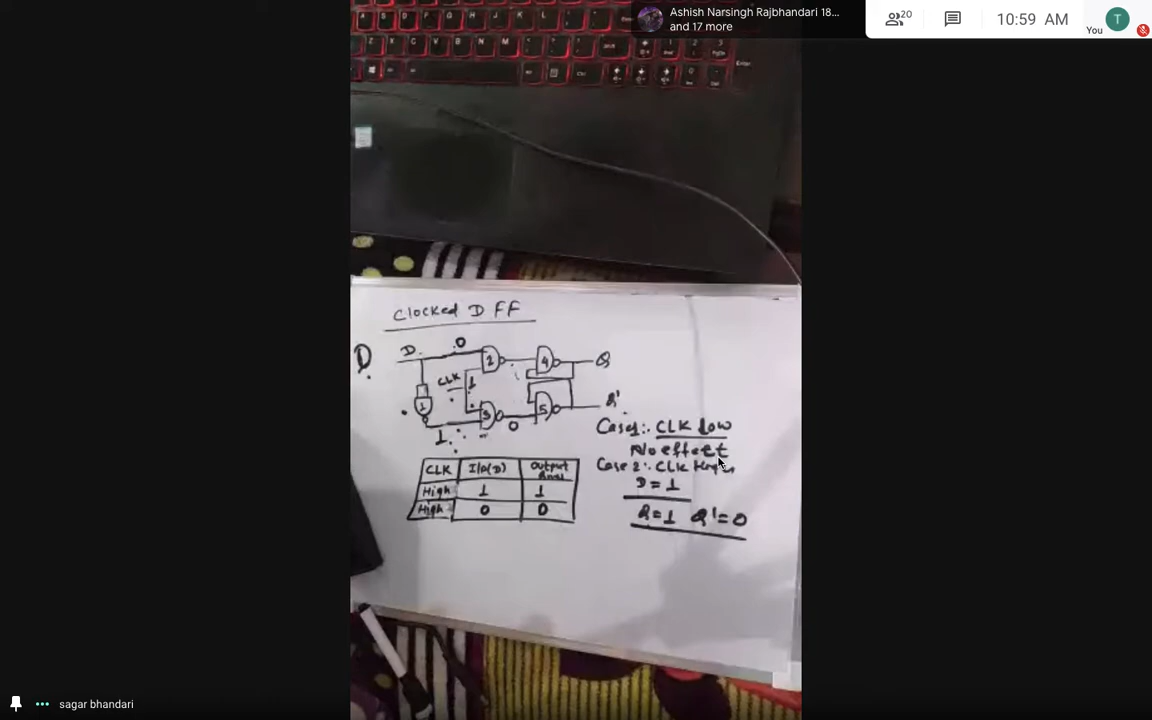 Ashish Narsingh Rajbhandari 18...
and 17 more
20
10:59 AM
T
You
Clocked D FF
D
D
0
2
4
Q
CLK
1
1
3
5
Q'
1
0
Case1:- CLK Low
No effect
Case 2:- CLK High
D = 1
Q=1 Q'=0
CLK I/P(D) Output
High 1 1
High 0 0
sagar bhandari